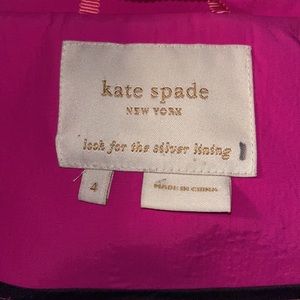 kate spade
NEW YORK
look for the silver lining
4
MADE IN CHINA